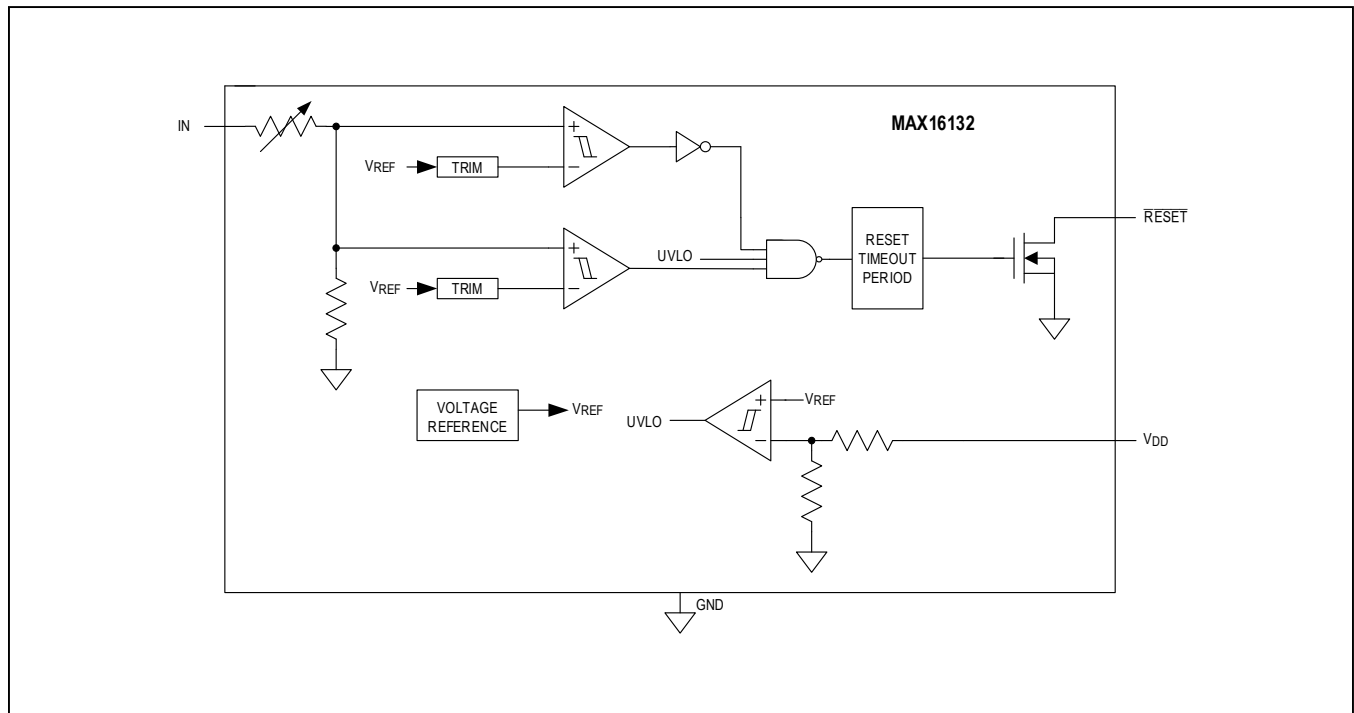 MAX16132
IN
+
VREF
TRIM
−
RESET
UVLO
RESET
TIMEOUT
PERIOD
+
VREF
TRIM
−
VOLTAGE
REFERENCE
VREF
UVLO
+
VREF
−
VDD
GND